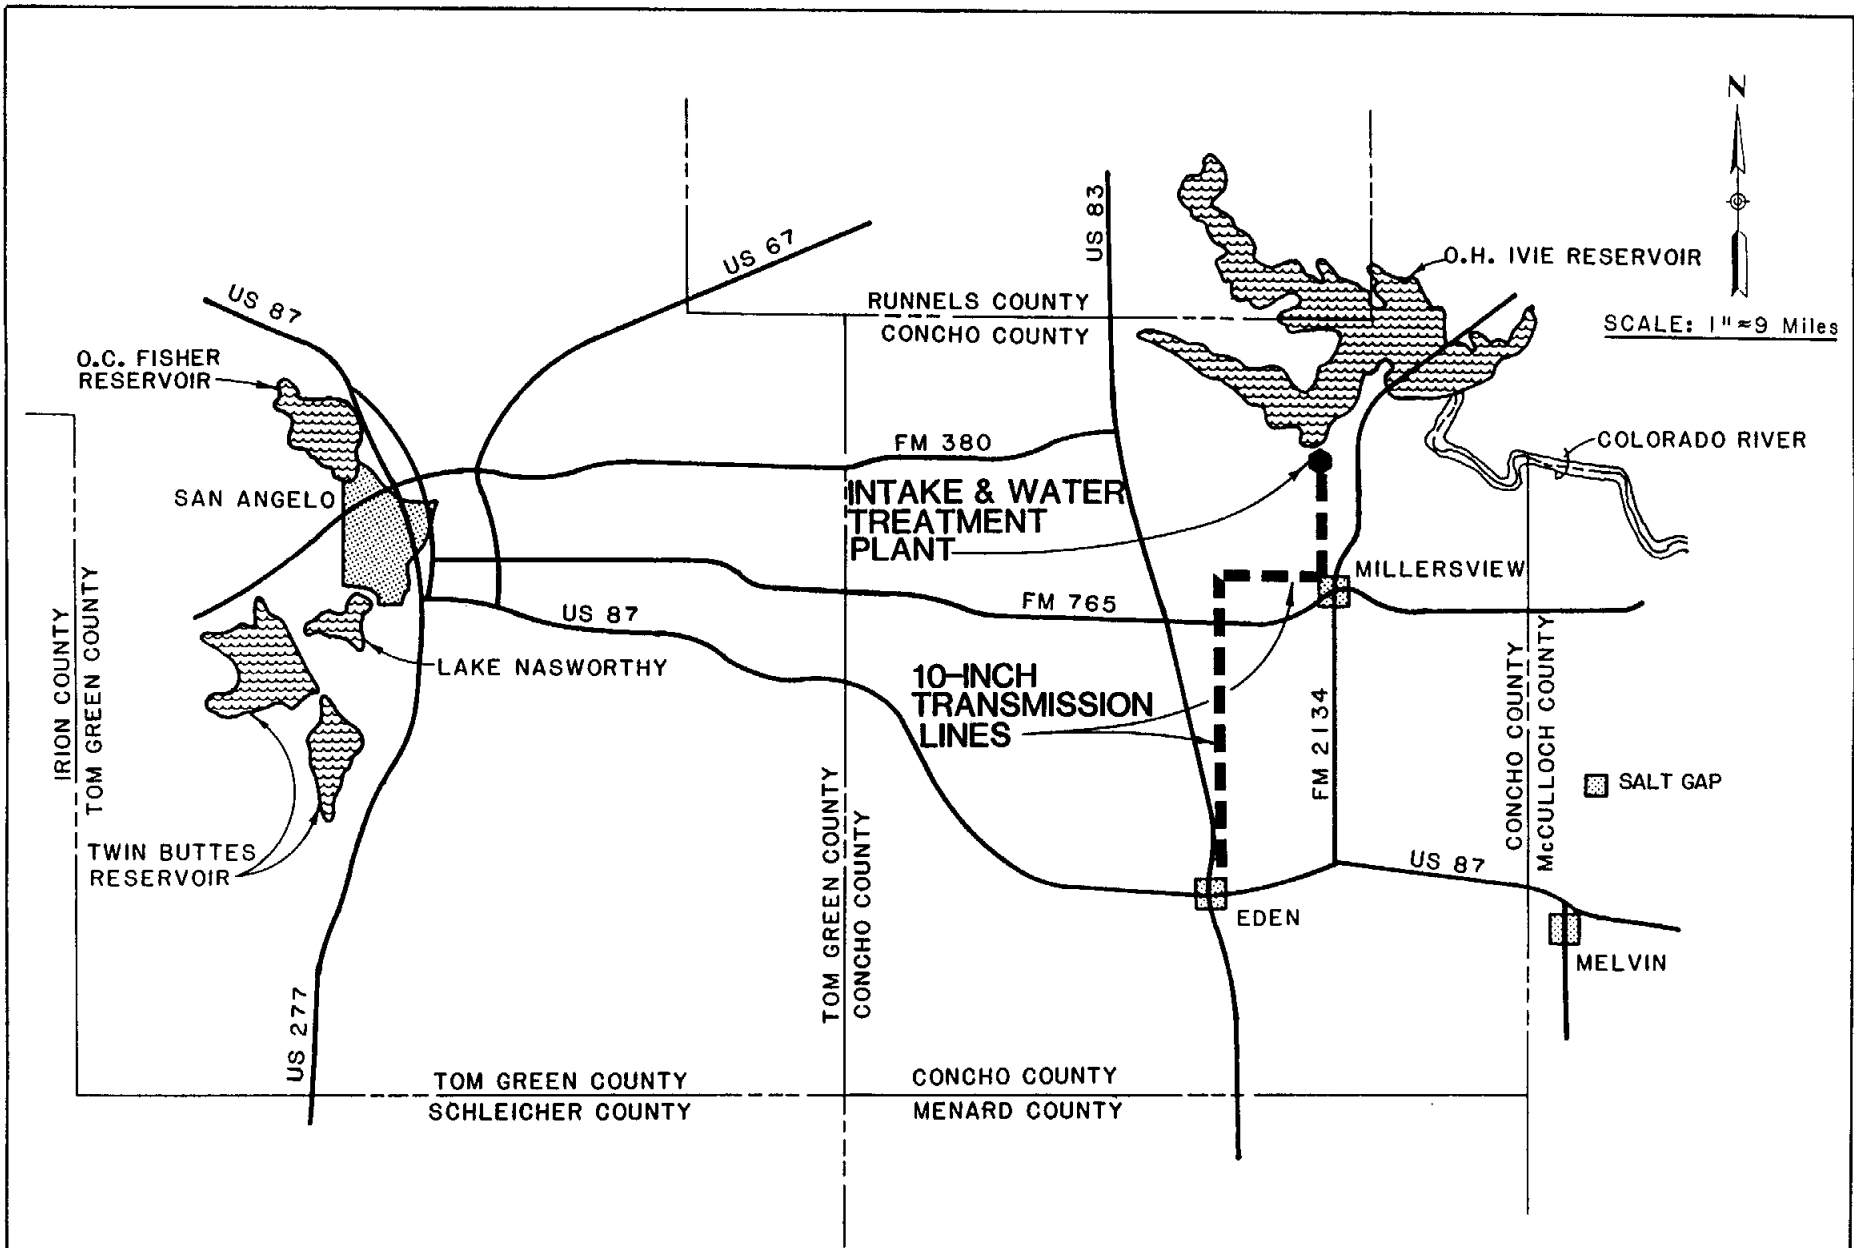 N
US 83
US 67
O.H. IVIE RESERVOIR
US 87
RUNNELS COUNTY
CONCHO COUNTY
SCALE: 1"≈9 Miles
O.C. FISHER
RESERVOIR
FM 380
COLORADO RIVER
SAN ANGELO
INTAKE & WATER
TREATMENT
PLANT
MILLERSVIEW
US 87
FM 765
IRION COUNTY
TOM GREEN COUNTY
LAKE NASWORTHY
10-INCH
TRANSMISSION
LINES
FM 2134
CONCHO COUNTY
McCULLOCH COUNTY
SALT GAP
TWIN BUTTES
RESERVOIR
TOM GREEN COUNTY
CONCHO COUNTY
US 87
EDEN
MELVIN
US 277
TOM GREEN COUNTY
SCHLEICHER COUNTY
CONCHO COUNTY
MENARD COUNTY